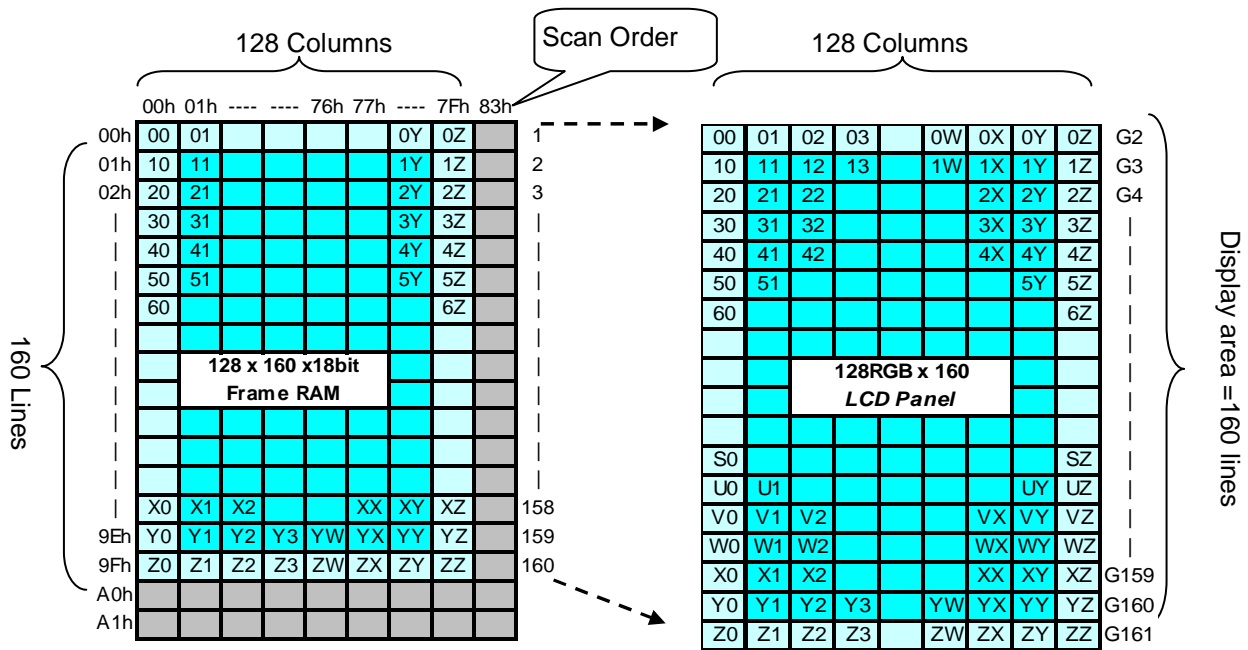 128 Columns
Scan Order
128 Columns
00h 01h ---- ---- 76h 77h ---- 7Fh 83h
00h 00 01 0Y 0Z 1
01h 10 11 1Y 1Z 2
02h 20 21 2Y 2Z 3
30 31 3Y 3Z
40 41 4Y 4Z
50 51 5Y 5Z
60 6Z
128 x 160 x18bit
Frame RAM
X0 X1 X2 XX XY XZ 158
9Eh Y0 Y1 Y2 Y3 YW YX YY YZ 159
9Fh Z0 Z1 Z2 Z3 ZW ZX ZY ZZ 160
A0h
A1h
160 Lines
00 01 02 03 0W 0X 0Y 0Z G2
10 11 12 13 1W 1X 1Y 1Z G3
20 21 22 2X 2Y 2Z G4
30 31 32 3X 3Y 3Z
40 41 42 4X 4Y 4Z
50 51 5Y 5Z
60 6Z
128RGB x 160
LCD Panel
S0 SZ
U0 U1 UY UZ
V0 V1 V2 VX VY VZ
W0 W1 W2 WX WY WZ
X0 X1 X2 XX XY XZ G159
Y0 Y1 Y2 Y3 YW YX YY YZ G160
Z0 Z1 Z2 Z3 ZW ZX ZY ZZ G161
Display area =160 lines